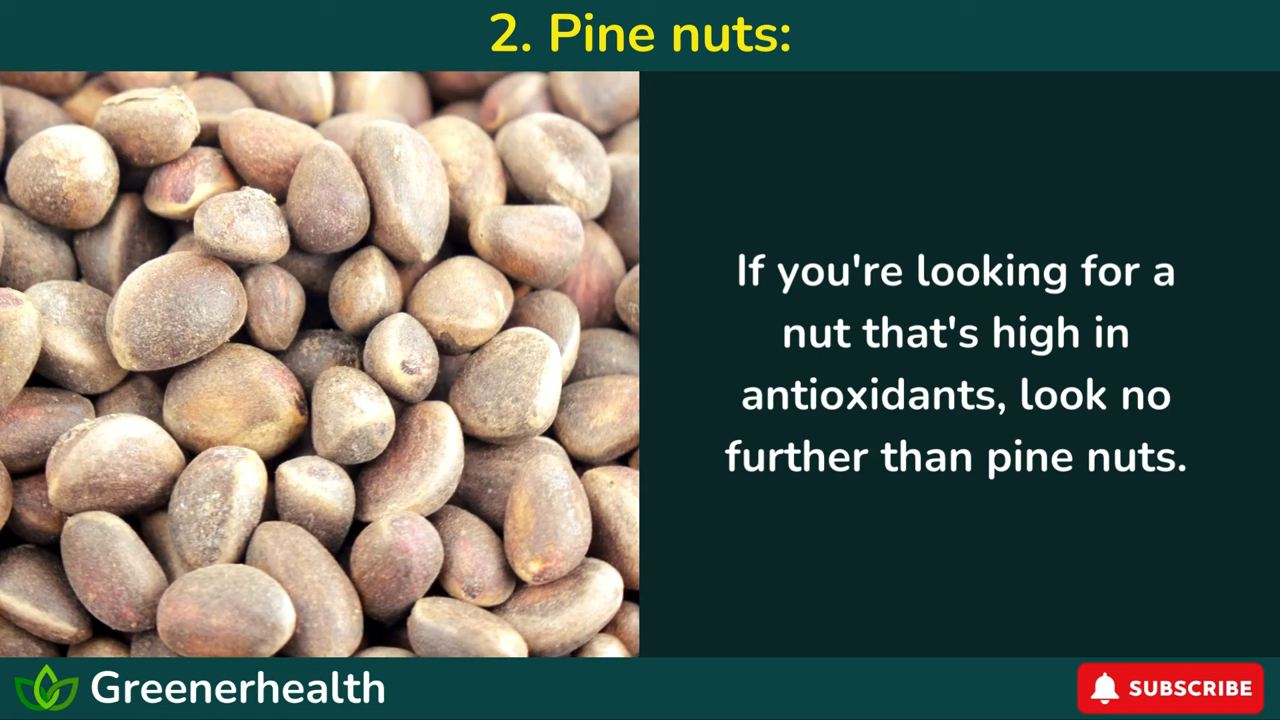 2. Pine nuts:
If you're looking for a
nut that's high in
antioxidants, look no
further than pine nuts.
Greenerhealth
SUBSCRIBE